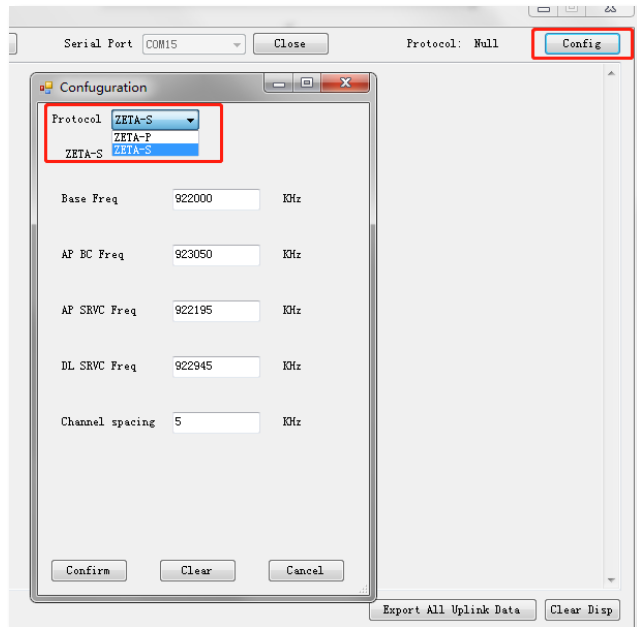 Serial Port COM15 Close Protocol: Null Config
Confuguration
Protocol ZETA-S
ZETA-P
ZETA-S ZETA-S
Base Freq 922000 KHz
AP BC Freq 923050 KHz
AP SRVC Freq 922195 KHz
DL SRVC Freq 922945 KHz
Channel spacing 5 KHz
Confirm Clear Cancel
Export All Uplink Data Clear Disp